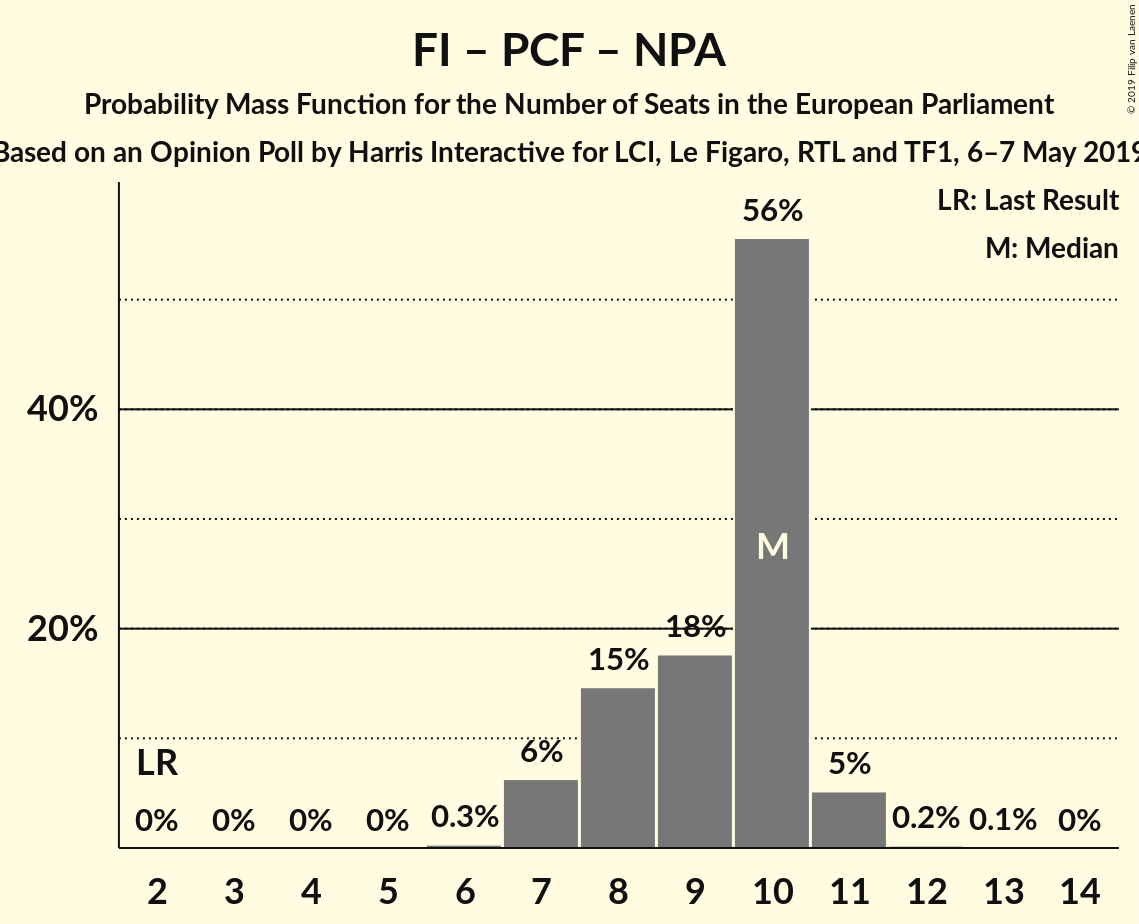 FI – PCF – NPA
Probability Mass Function for the Number of Seats in the European Parliament
Based on an Opinion Poll by Harris Interactive for LCI, Le Figaro, RTL and TF1, 6–7 May 2019
© 2019 Filip van Laenen
LR: Last Result
M: Median
56%
40%
M
20%
18%
15%
LR
6%
5%
0% 0% 0% 0% 0.3% 0.2% 0.1% 0%
2 3 4 5 6 7 8 9 10 11 12 13 14